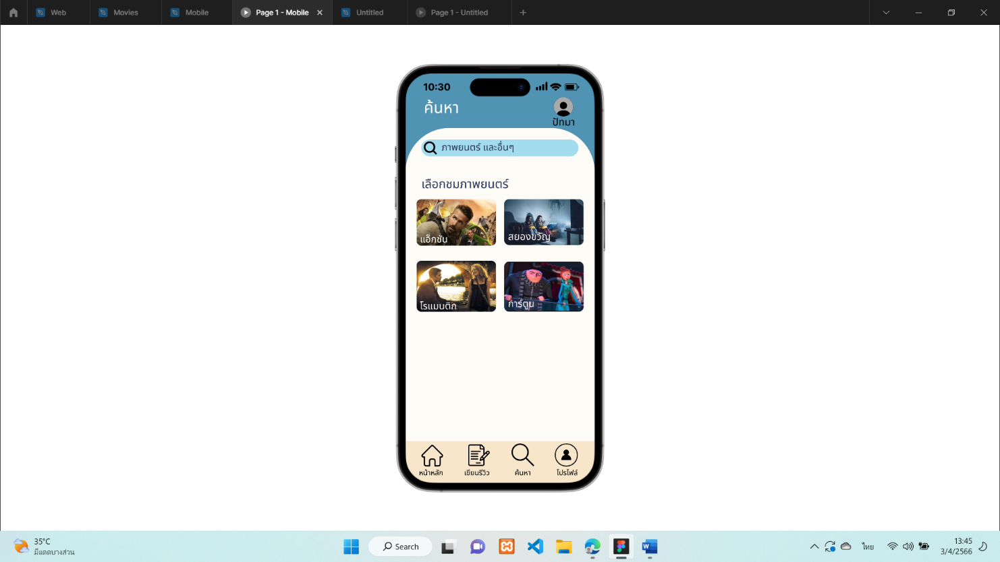 Web
Movies
Mobile
Page 1 - Mobile
Untitled
Page 1 - Untitled
10:30
ค้นหา
ปัทมา
ภาพยนตร์ และอื่นๆ
เลือกชมภาพยนตร์
แอ็กชัน
สยองขวัญ
โรแมนติก
การ์ตูน
หน้าหลัก
เขียนรีวิว
ค้นหา
โปรไฟล์
35°C
มีแดดบางส่วน
Search
ไทย
13:45
3/4/2566